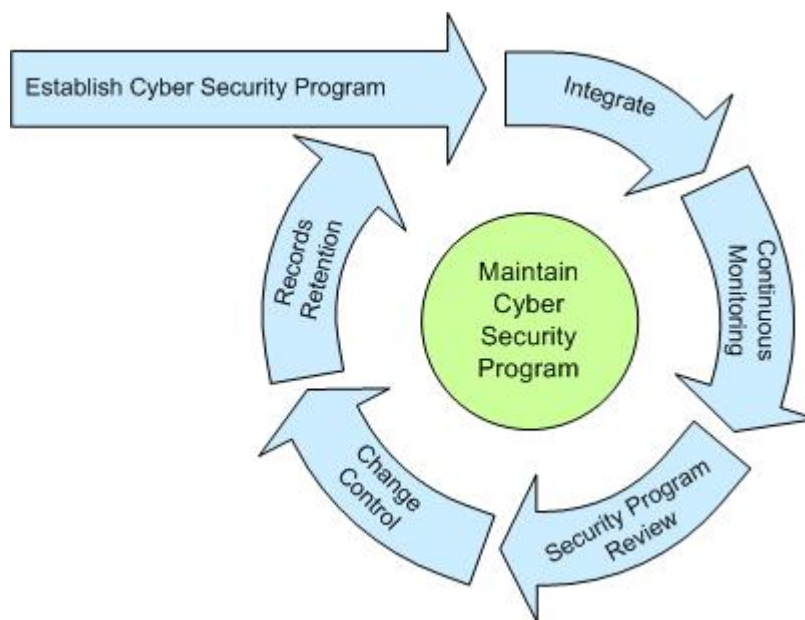 Establish Cyber Security Program
Integrate
Continuous
Monitoring
Security Program
Review
Change
Control
Records
Retention
Maintain
Cyber
Security
Program